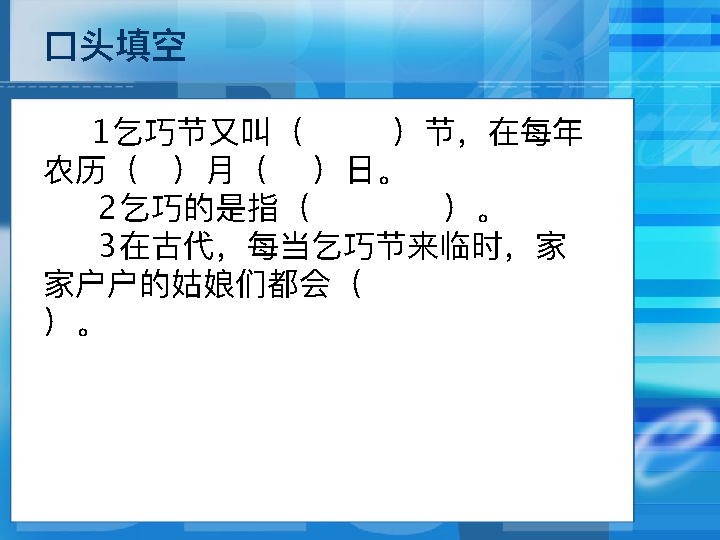 口头填空
1乞巧节又叫（ ）节，在每年
农历（ ）月（ ）日。
2乞巧的是指（ ）。
3在古代，每当乞巧节来临时，家
家户户的姑娘们都会（
）。